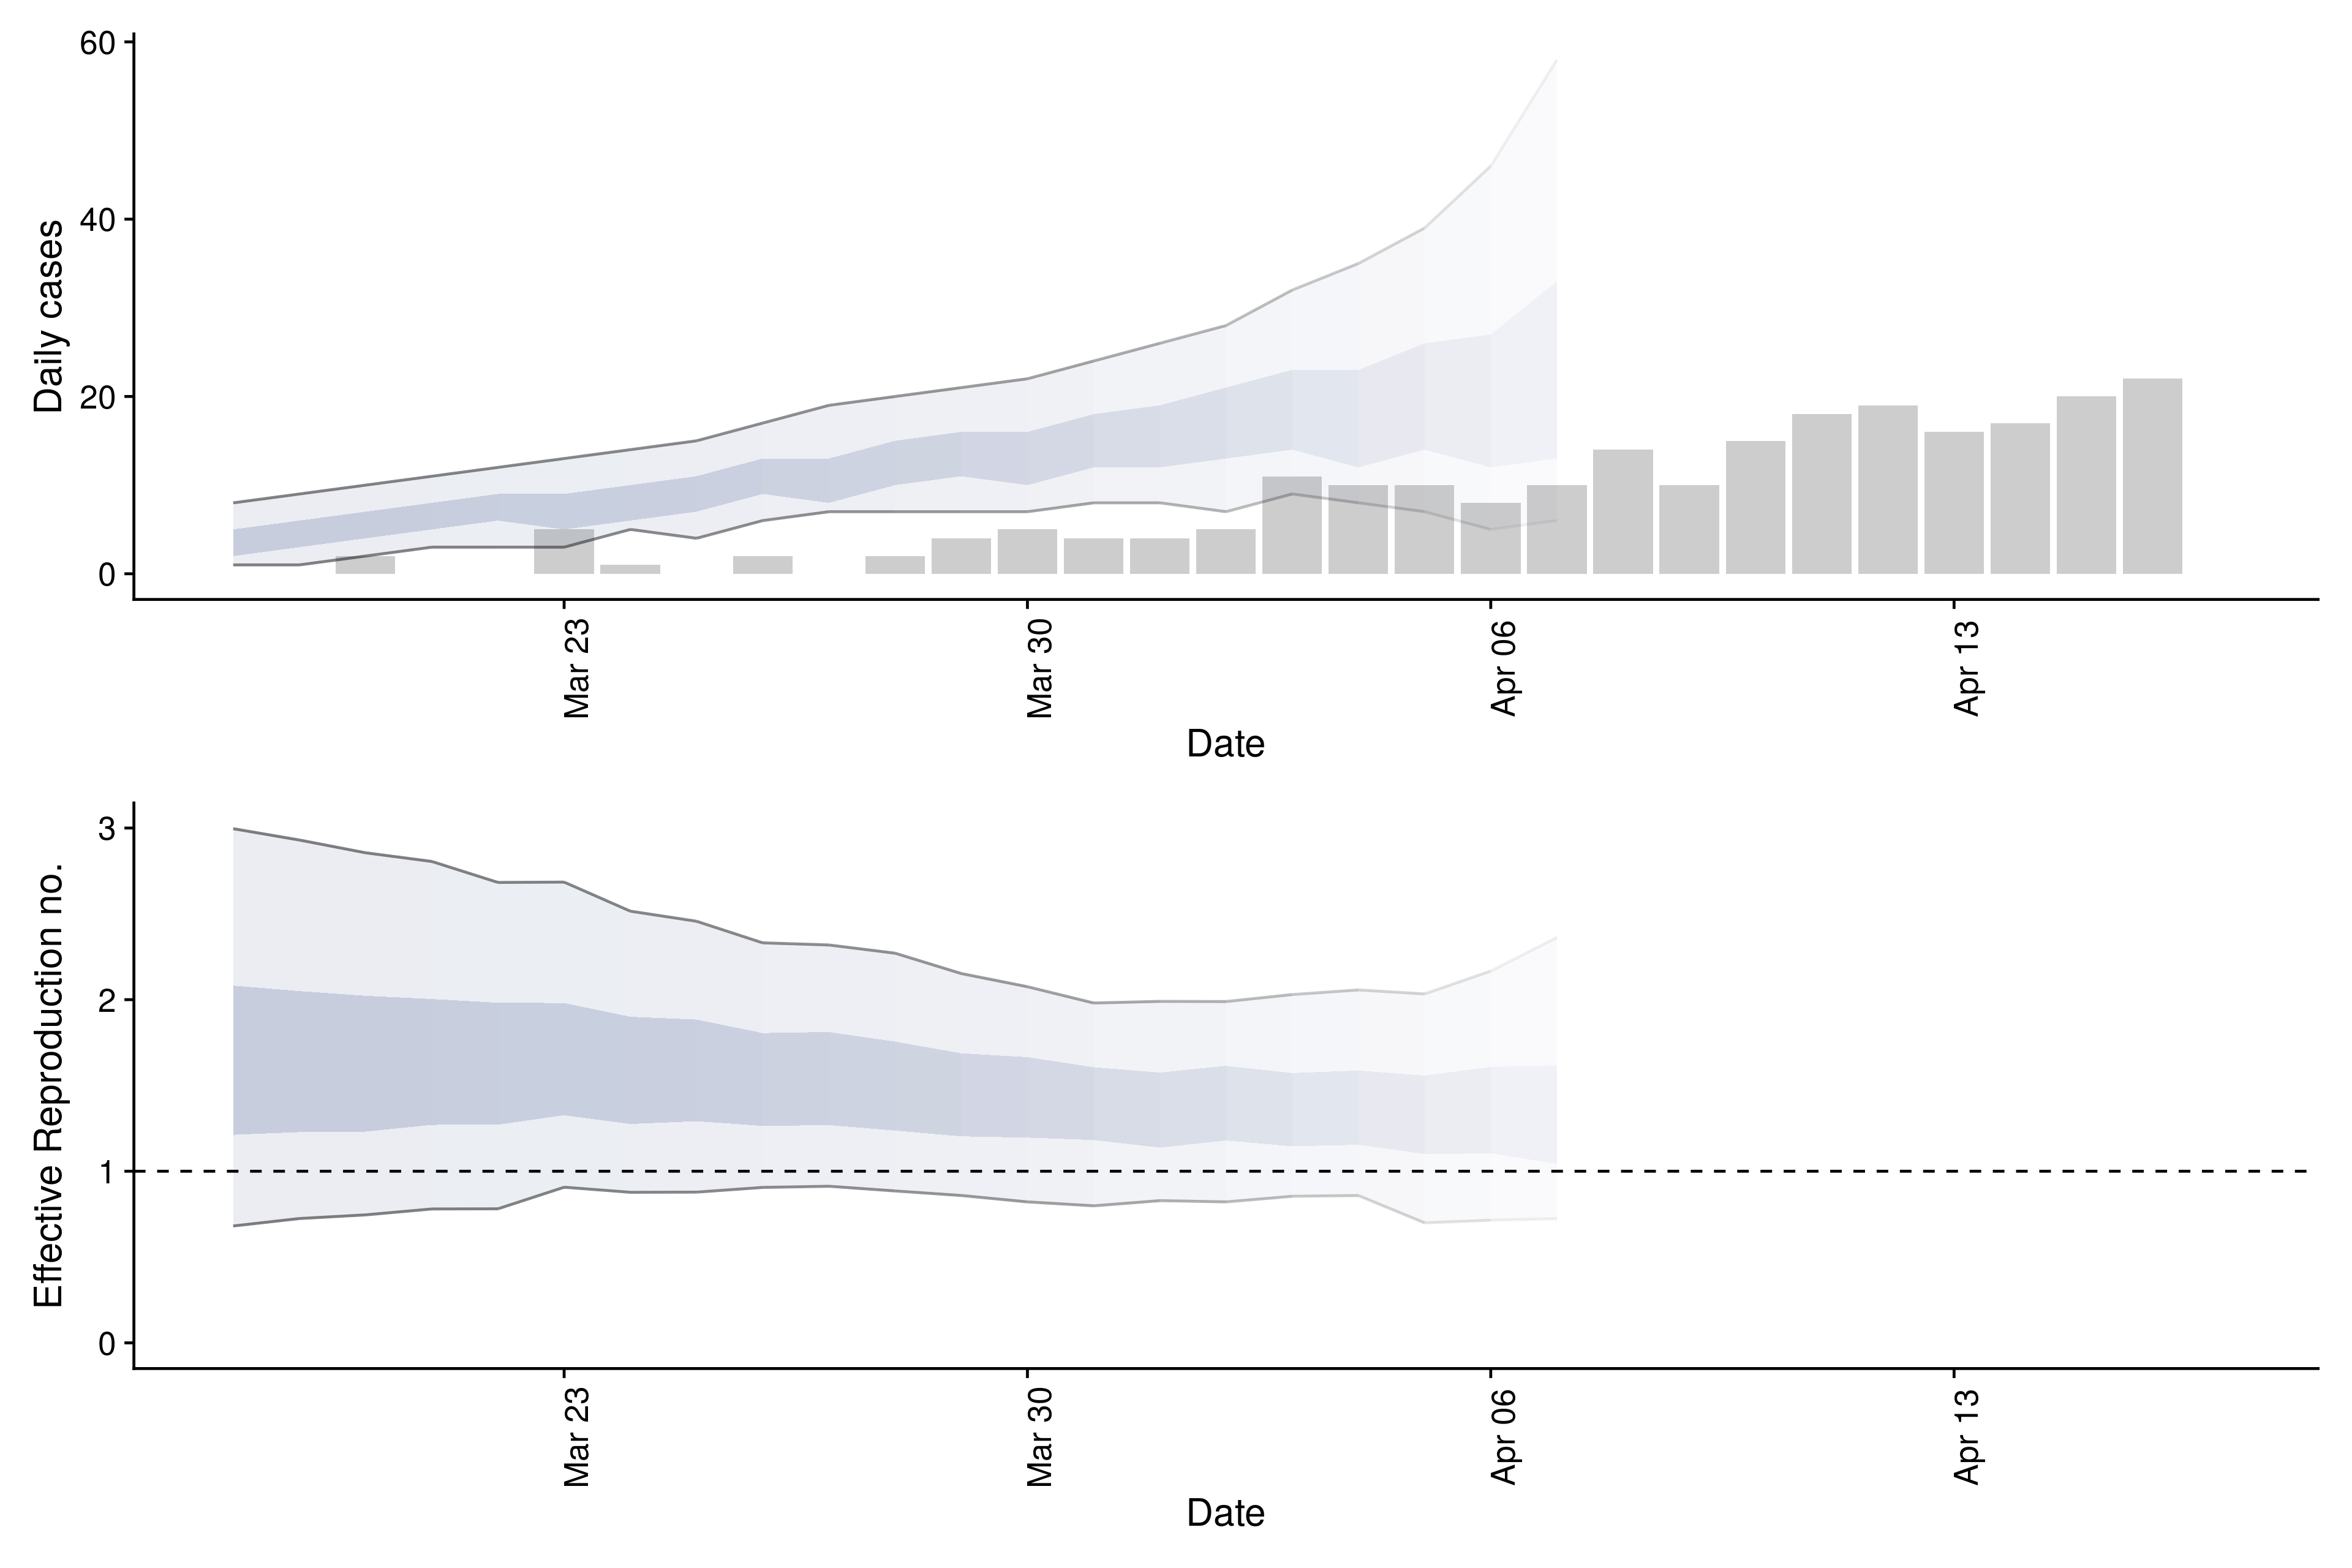 Daily cases
60
40
20
0
Mar 23
Mar 30
Apr 06
Apr 13
Date
Effective Reproduction no.
3
2
1
0
Mar 23
Mar 30
Apr 06
Apr 13
Date